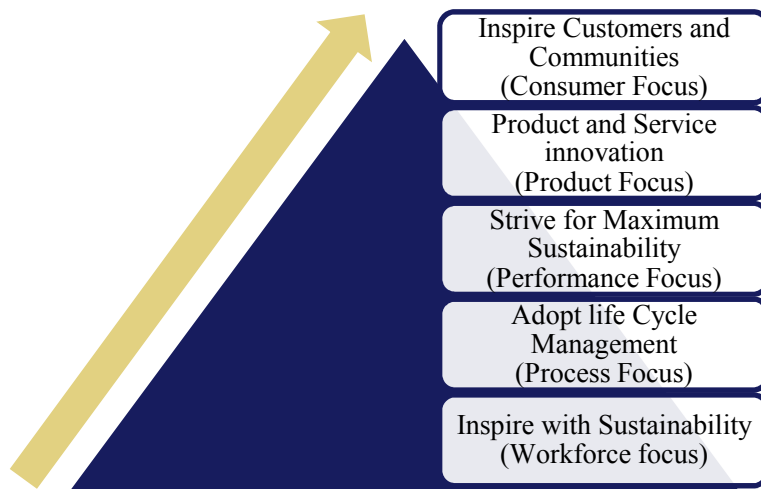 Inspire Customers and
Communities
(Consumer Focus)
Product and Service
innovation
(Product Focus)
Strive for Maximum
Sustainability
(Performance Focus)
Adopt life Cycle
Management
(Process Focus)
Inspire with Sustainability
(Workforce focus)